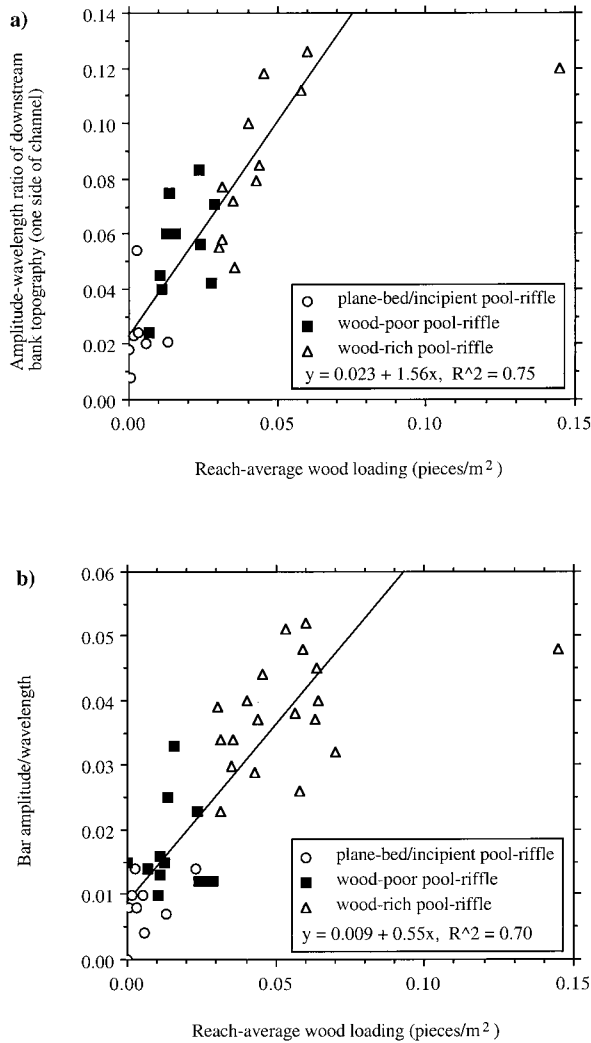 a)
0.14
0.12
0.10
0.08
0.06
0.04
0.02
0.00
Amplitude-wavelength ratio of downstream
bank topography (one side of channel)
plane-bed/incipient pool-riffle
wood-poor pool-riffle
wood-rich pool-riffle
y = 0.023 + 1.56x, R^2 = 0.75
0.00 0.05 0.10 0.15
Reach-average wood loading (pieces/m²)
b)
0.06
0.05
0.04
0.03
0.02
0.01
0.00
Bar amplitude/wavelength
plane-bed/incipient pool-riffle
wood-poor pool-riffle
wood-rich pool-riffle
y = 0.009 + 0.55x, R^2 = 0.70
0.00 0.05 0.10 0.15
Reach-average wood loading (pieces/m²)